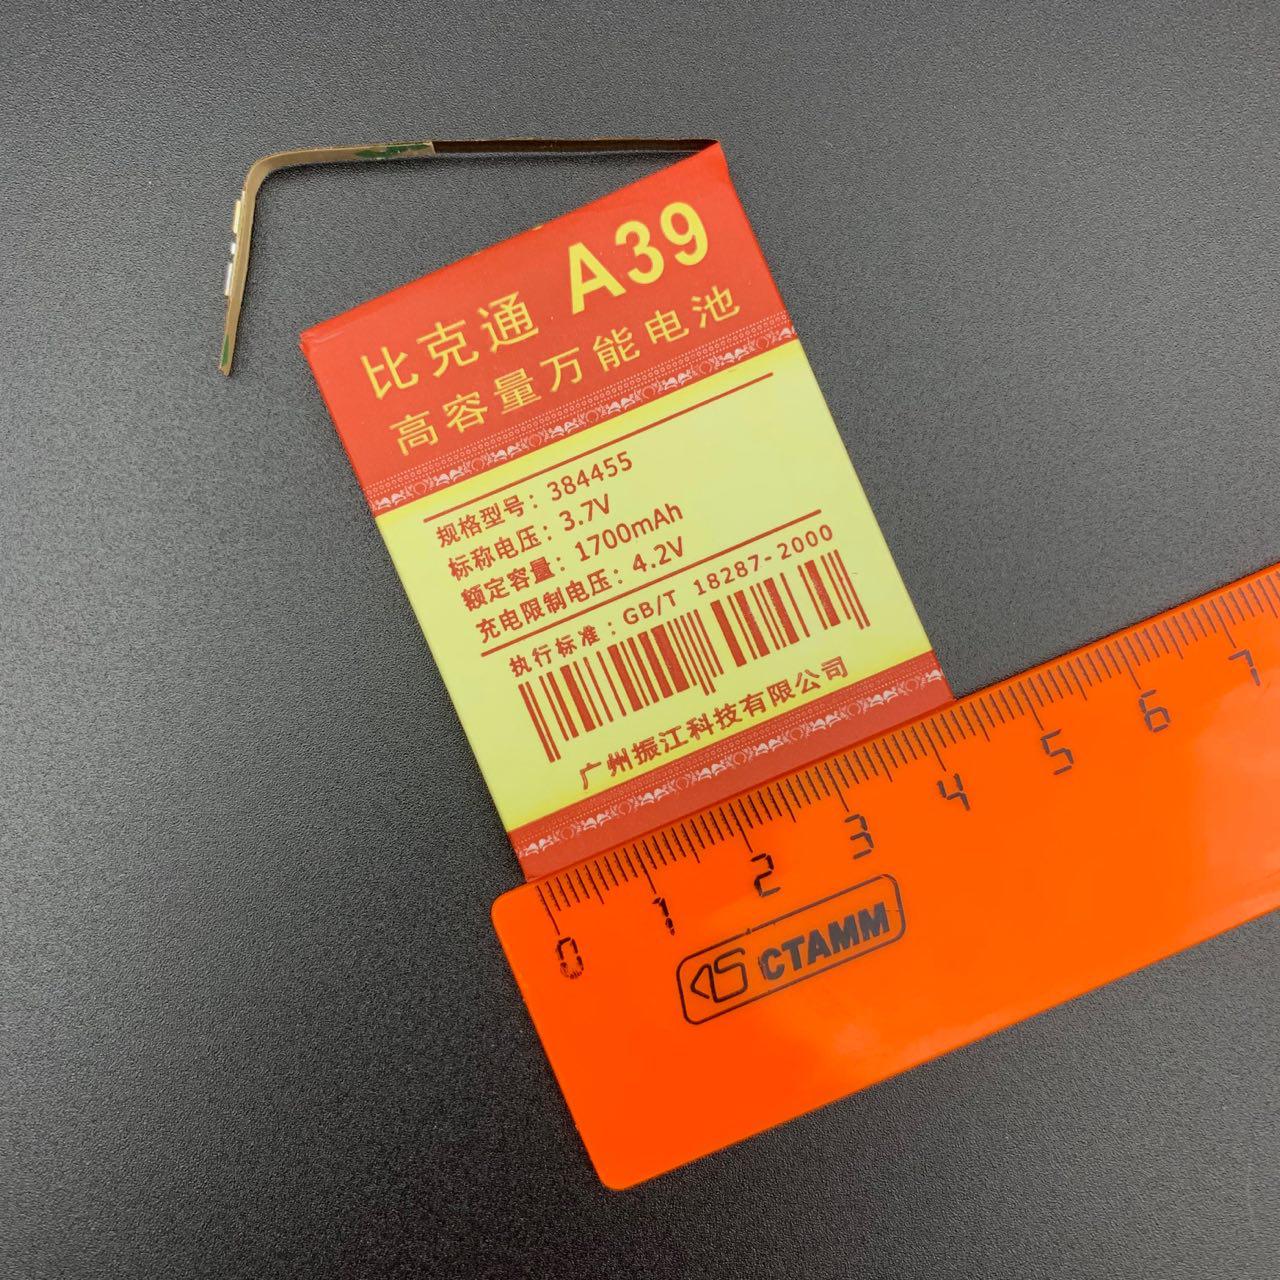 比克通 A39
高容量万能电池
规格型号：384455
标称电压：3.7V
额定容量：1700mAh
充电限制电压：4.2V
执行标准：GB/T 18287-2000
广州振江科技有限公司
0 1 2 3 4 5 6 7
СТАММ